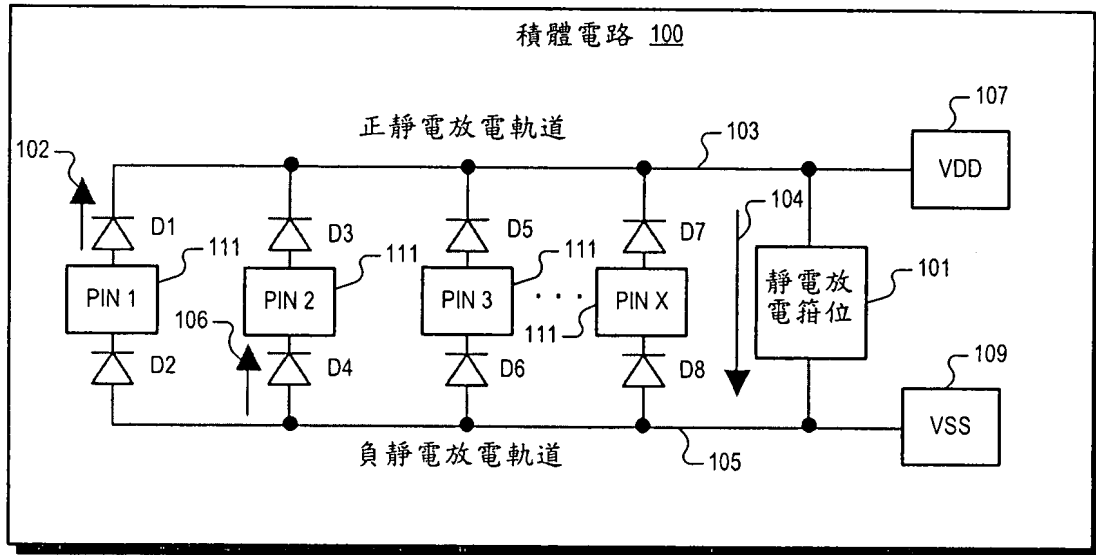 積體電路 100
107
正靜電放電軌道
103
102
VDD
104
D1
D3
D5
D7
111
111
111
101
PIN 1
PIN 2
PIN 3
· · ·
PIN X
靜電放
電箝位
106
111
D2
D4
D6
D8
109
VSS
負靜電放電軌道
105